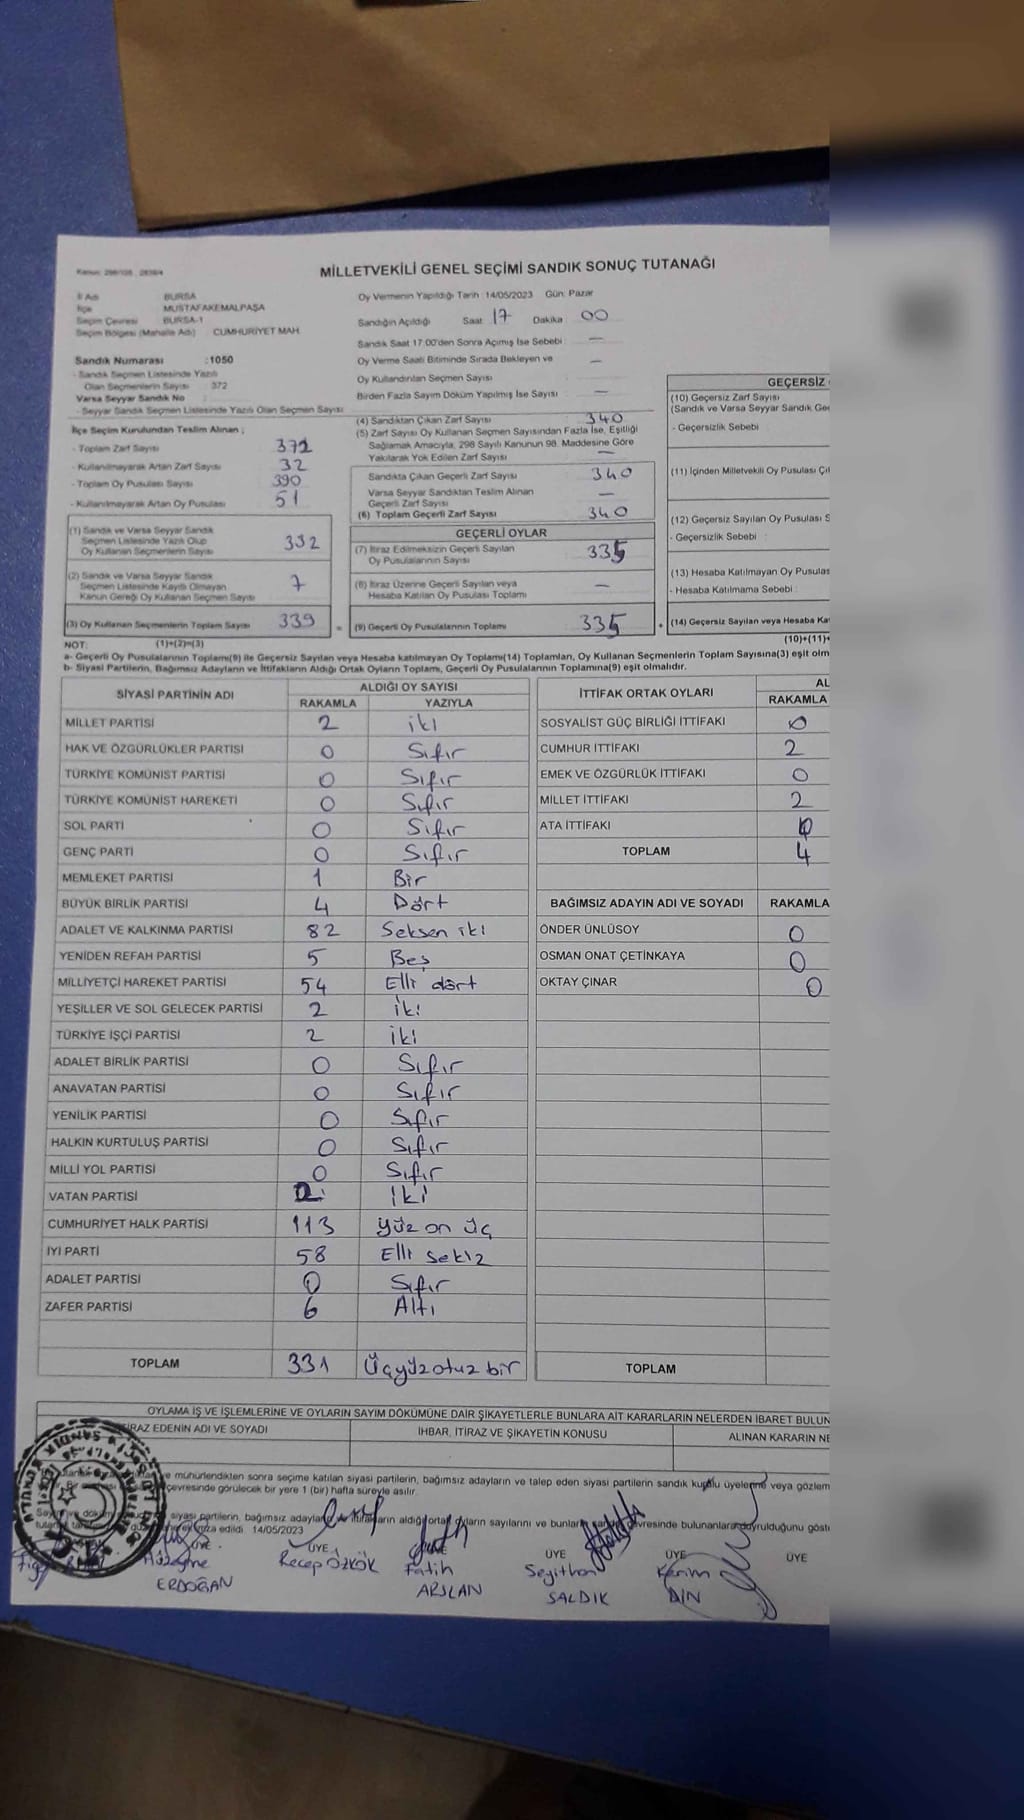 Kanun: 298/105 , 2839/4
MİLLETVEKİLİ GENEL SEÇİMİ SANDIK SONUÇ TUTANAĞI
İl Adı BURSA
İlçe MUSTAFAKEMALPAŞA
Seçim Çevresi BURSA-1
Seçim Bölgesi (Mahalle Adı) : CUMHURİYET MAH.
Oy Vermenin Yapıldığı Tarih :14/05/2023 Gün: Pazar
Sandığın Açıldığı Saat 17 Dakika 00
Sandık Saat 17:00'den Sonra Açılmış İse Sebebi : —
Oy Verme Saati Bitiminde Sırada Bekleyen ve —
Oy Kullandırılan Seçmen Sayısı :
Birden Fazla Sayım Döküm Yapılmış İse Sayısı : —
Sandık Numarası :1050
- Sandık Seçmen Listesinde Yazılı
Olan Seçmenlerin Sayısı : 372
Varsa Seyyar Sandık No
- Seyyar Sandık Seçmen Listesinde Yazılı Olan Seçmen Sayısı:
İlçe Seçim Kurulundan Teslim Alınan ;
- Toplam Zarf Sayısı 372
- Kullanılmayarak Artan Zarf Sayısı 32
- Toplam Oy Pusulası Sayısı 390
- Kullanılmayarak Artan Oy Pusulası 51
(1) Sandık ve Varsa Seyyar Sandık
Seçmen Listesinde Yazılı Olup
Oy Kullanan Seçmenlerin Sayısı 332
(2) Sandık ve Varsa Seyyar Sandık
Seçmen Listesinde Kayıtlı Olmayan
Kanun Gereği Oy Kullanan Seçmen Sayısı 7
(3) Oy Kullanan Seçmenlerin Toplam Sayısı 339 =
(4) Sandıktan Çıkan Zarf Sayısı 340
(5) Zarf Sayısı Oy Kullanan Seçmen Sayısından Fazla İse, Eşitliği
Sağlamak Amacıyla, 298 Sayılı Kanunun 98. Maddesine Göre
Yakılarak Yok Edilen Zarf Sayısı —
Sandıkta Çıkan Geçerli Zarf Sayısı 340
Varsa Seyyar Sandıktan Teslim Alınan
Geçerli Zarf Sayısı —
(6) Toplam Geçerli Zarf Sayısı 340
GEÇERLİ OYLAR
(7) İtiraz Edilmeksizin Geçerli Sayılan
Oy Pusulalarının Sayısı 335
(8) İtiraz Üzerine Geçerli Sayılan veya
Hesaba Katılan Oy Pusulası Toplamı —
(9) Geçerli Oy Pusulalarının Toplamı 335 +
GEÇERSİZ
(10) Geçersiz Zarf Sayısı
(Sandık ve Varsa Seyyar Sandık Geç
- Geçersizlik Sebebi
(11) İçinden Milletvekili Oy Pusulası Çı
(12) Geçersiz Sayılan Oy Pusulası S
- Geçersizlik Sebebi :
(13) Hesaba Katılmayan Oy Pusulas
- Hesaba Katılmama Sebebi :
(14) Geçersiz Sayılan veya Hesaba Ka
(10)+(11)+
NOT: (1)+(2)=(3)
a- Geçerli Oy Pusulalarının Toplamı(9) ile Geçersiz Sayılan veya Hesaba katılmayan Oy Toplamı(14) Toplamları, Oy Kullanan Seçmenlerin Toplam Sayısına(3) eşit olm
b- Siyasi Partilerin, Bağımsız Adayların ve İttifakların Aldığı Ortak Oyların Toplamı, Geçerli Oy Pusulalarının Toplamına(9) eşit olmalıdır.
SİYASİ PARTİNİN ADI ALDIĞI OY SAYISI
RAKAMLA YAZIYLA
MİLLET PARTİSİ 2 iki
HAK VE ÖZGÜRLÜKLER PARTİSİ 0 Sıfır
TÜRKİYE KOMÜNİST PARTİSİ 0 Sıfır
TÜRKİYE KOMÜNİST HAREKETİ 0 Sıfır
SOL PARTİ 0 Sıfır
GENÇ PARTİ 0 Sıfır
MEMLEKET PARTİSİ 1 Bir
BÜYÜK BİRLİK PARTİSİ 4 Dört
ADALET VE KALKINMA PARTİSİ 82 Seksen iki
YENİDEN REFAH PARTİSİ 5 Beş
MİLLİYETÇİ HAREKET PARTİSİ 54 Elli dört
YEŞİLLER VE SOL GELECEK PARTİSİ 2 iki
TÜRKİYE İŞÇİ PARTİSİ 2 iki
ADALET BİRLİK PARTİSİ 0 Sıfır
ANAVATAN PARTİSİ 0 Sıfır
YENİLİK PARTİSİ 0 Sıfır
HALKIN KURTULUŞ PARTİSİ 0 Sıfır
MİLLİ YOL PARTİSİ 0 Sıfır
VATAN PARTİSİ 2 iki
CUMHURİYET HALK PARTİSİ 113 Yüz on üç
İYİ PARTİ 58 Elli sekiz
ADALET PARTİSİ 0 Sıfır
ZAFER PARTİSİ 6 Altı
TOPLAM 331 Üçyüzotuz bir
İTTİFAK ORTAK OYLARI AL
RAKAMLA
SOSYALİST GÜÇ BİRLİĞİ İTTİFAKI 0
CUMHUR İTTİFAKI 2
EMEK VE ÖZGÜRLÜK İTTİFAKI 0
MİLLET İTTİFAKI 2
ATA İTTİFAKI 0
TOPLAM 4
BAĞIMSIZ ADAYIN ADI VE SOYADI RAKAMLA
ÖNDER ÜNLÜSOY 0
OSMAN ONAT ÇETİNKAYA 0
OKTAY ÇINAR 0
TOPLAM
OYLAMA İŞ VE İŞLEMLERİNE VE OYLARIN SAYIM DÖKÜMÜNE DAİR ŞİKAYETLERLE BUNLARA AİT KARARLARIN NELERDEN İBARET BULUN
İTİRAZ EDENİN ADI VE SOYADI İHBAR, İTİRAZ VE ŞİKAYETİN KONUSU ALINAN KARARIN NE
ve mühürlendikten sonra seçime katılan siyasi partilerin, bağımsız adayların ve talep eden siyasi partilerin sandık kurulu üyelerine veya gözlem
çevresinde görülecek bir yere 1 (bir) hafta süreyle asılır.
siyasi partilerin, bağımsız adayların ve ittifakların aldığı ortak oyların sayılarını ve bunların sandık çevresinde bulunanlara duyrulduğunu göste
imza edildi. 14/05/2023
ÜYE ÜYE ÜYE ÜYE ÜYE
Recep ÖZKÖK Fatih Seyithan Kerim
ERDOĞAN ARSLAN SALDIK DİN